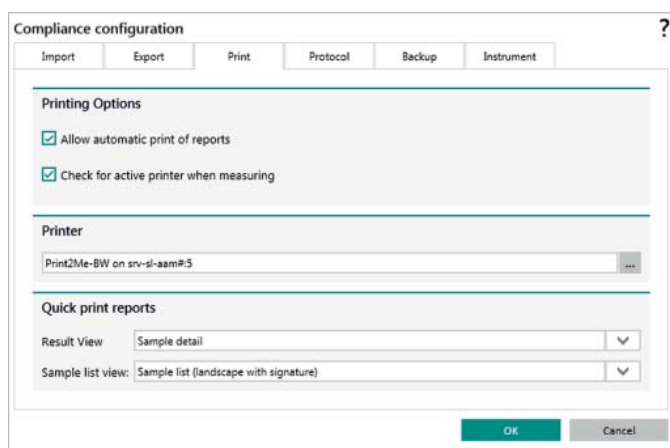 Compliance configuration ?
Import Export Print Protocol Backup Instrument
Printing Options
Allow automatic print of reports
Check for active printer when measuring
Printer
Print2Me-BW on srv-sl-aam#:5 ...
Quick print reports
Result View Sample detail
Sample list view: Sample list (landscape with signature)
OK Cancel